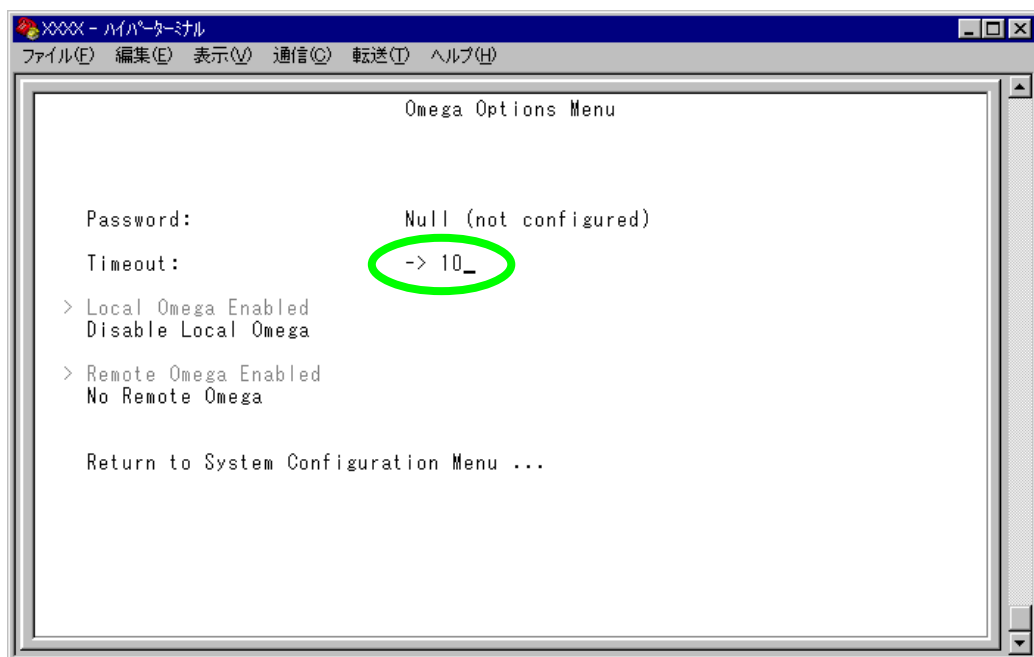 XXXX - ﾊｲﾊﾟｰﾀｰﾐﾅﾙ
ファイル(F) 編集(E) 表示(V) 通信(C) 転送(T) ヘルプ(H)
Omega Options Menu
Password: Null (not configured)
Timeout: -> 10_
> Local Omega Enabled
Disable Local Omega
> Remote Omega Enabled
No Remote Omega
Return to System Configuration Menu ...